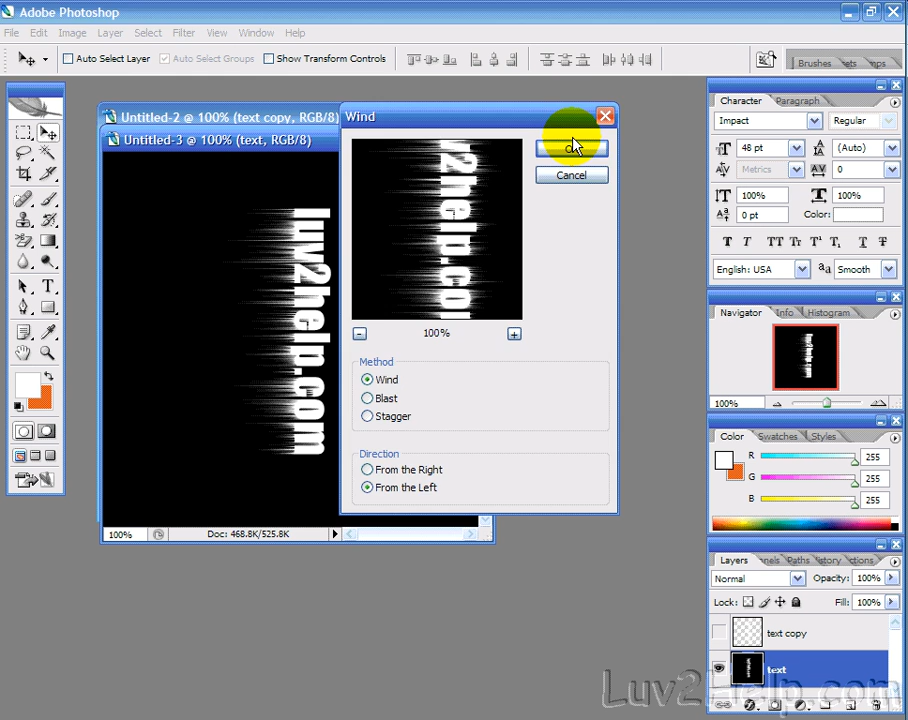 Adobe Photoshop
File Edit Image Layer Select Filter View Window Help
Auto Select Layer Auto Select Groups Show Transform Controls
Brushes
Untitled-2 @ 100% (text copy, RGB/8)
Untitled-3 @ 100% (text, RGB/8)
luv2help.com
100% Doc: 468.8K/525.8K
Wind
Cancel
100%
Method
Wind
Blast
Stagger
Direction
From the Right
From the Left
Character Paragraph
Impact Regular
48 pt (Auto)
Metrics 0
100% 100%
0 pt Color:
English: USA Smooth
Navigator Info Histogram
100%
Color Swatches Styles
R 255
G 255
B 255
Layers Paths
Normal Opacity: 100%
Lock: Fill: 100%
text copy
text
Luv2Help.com